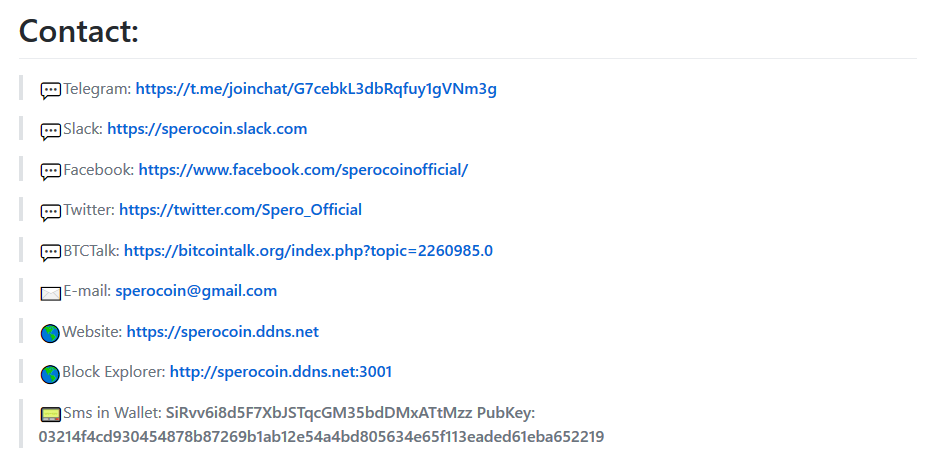 Contact:
Telegram: https://t.me/joinchat/G7cebkL3dbRqfuy1gVNm3g
Slack: https://sperocoin.slack.com
Facebook: https://www.facebook.com/sperocoinofficial/
Twitter: https://twitter.com/Spero_Official
BTCTalk: https://bitcointalk.org/index.php?topic=2260985.0
E-mail: sperocoin@gmail.com
Website: https://sperocoin.ddns.net
Block Explorer: http://sperocoin.ddns.net:3001
Sms in Wallet: SiRvv6i8d5F7XbJSTqcGM35bdDMxATtMzz PubKey:
03214f4cd930454878b87269b1ab12e54a4bd805634e65f113eaded61eba652219